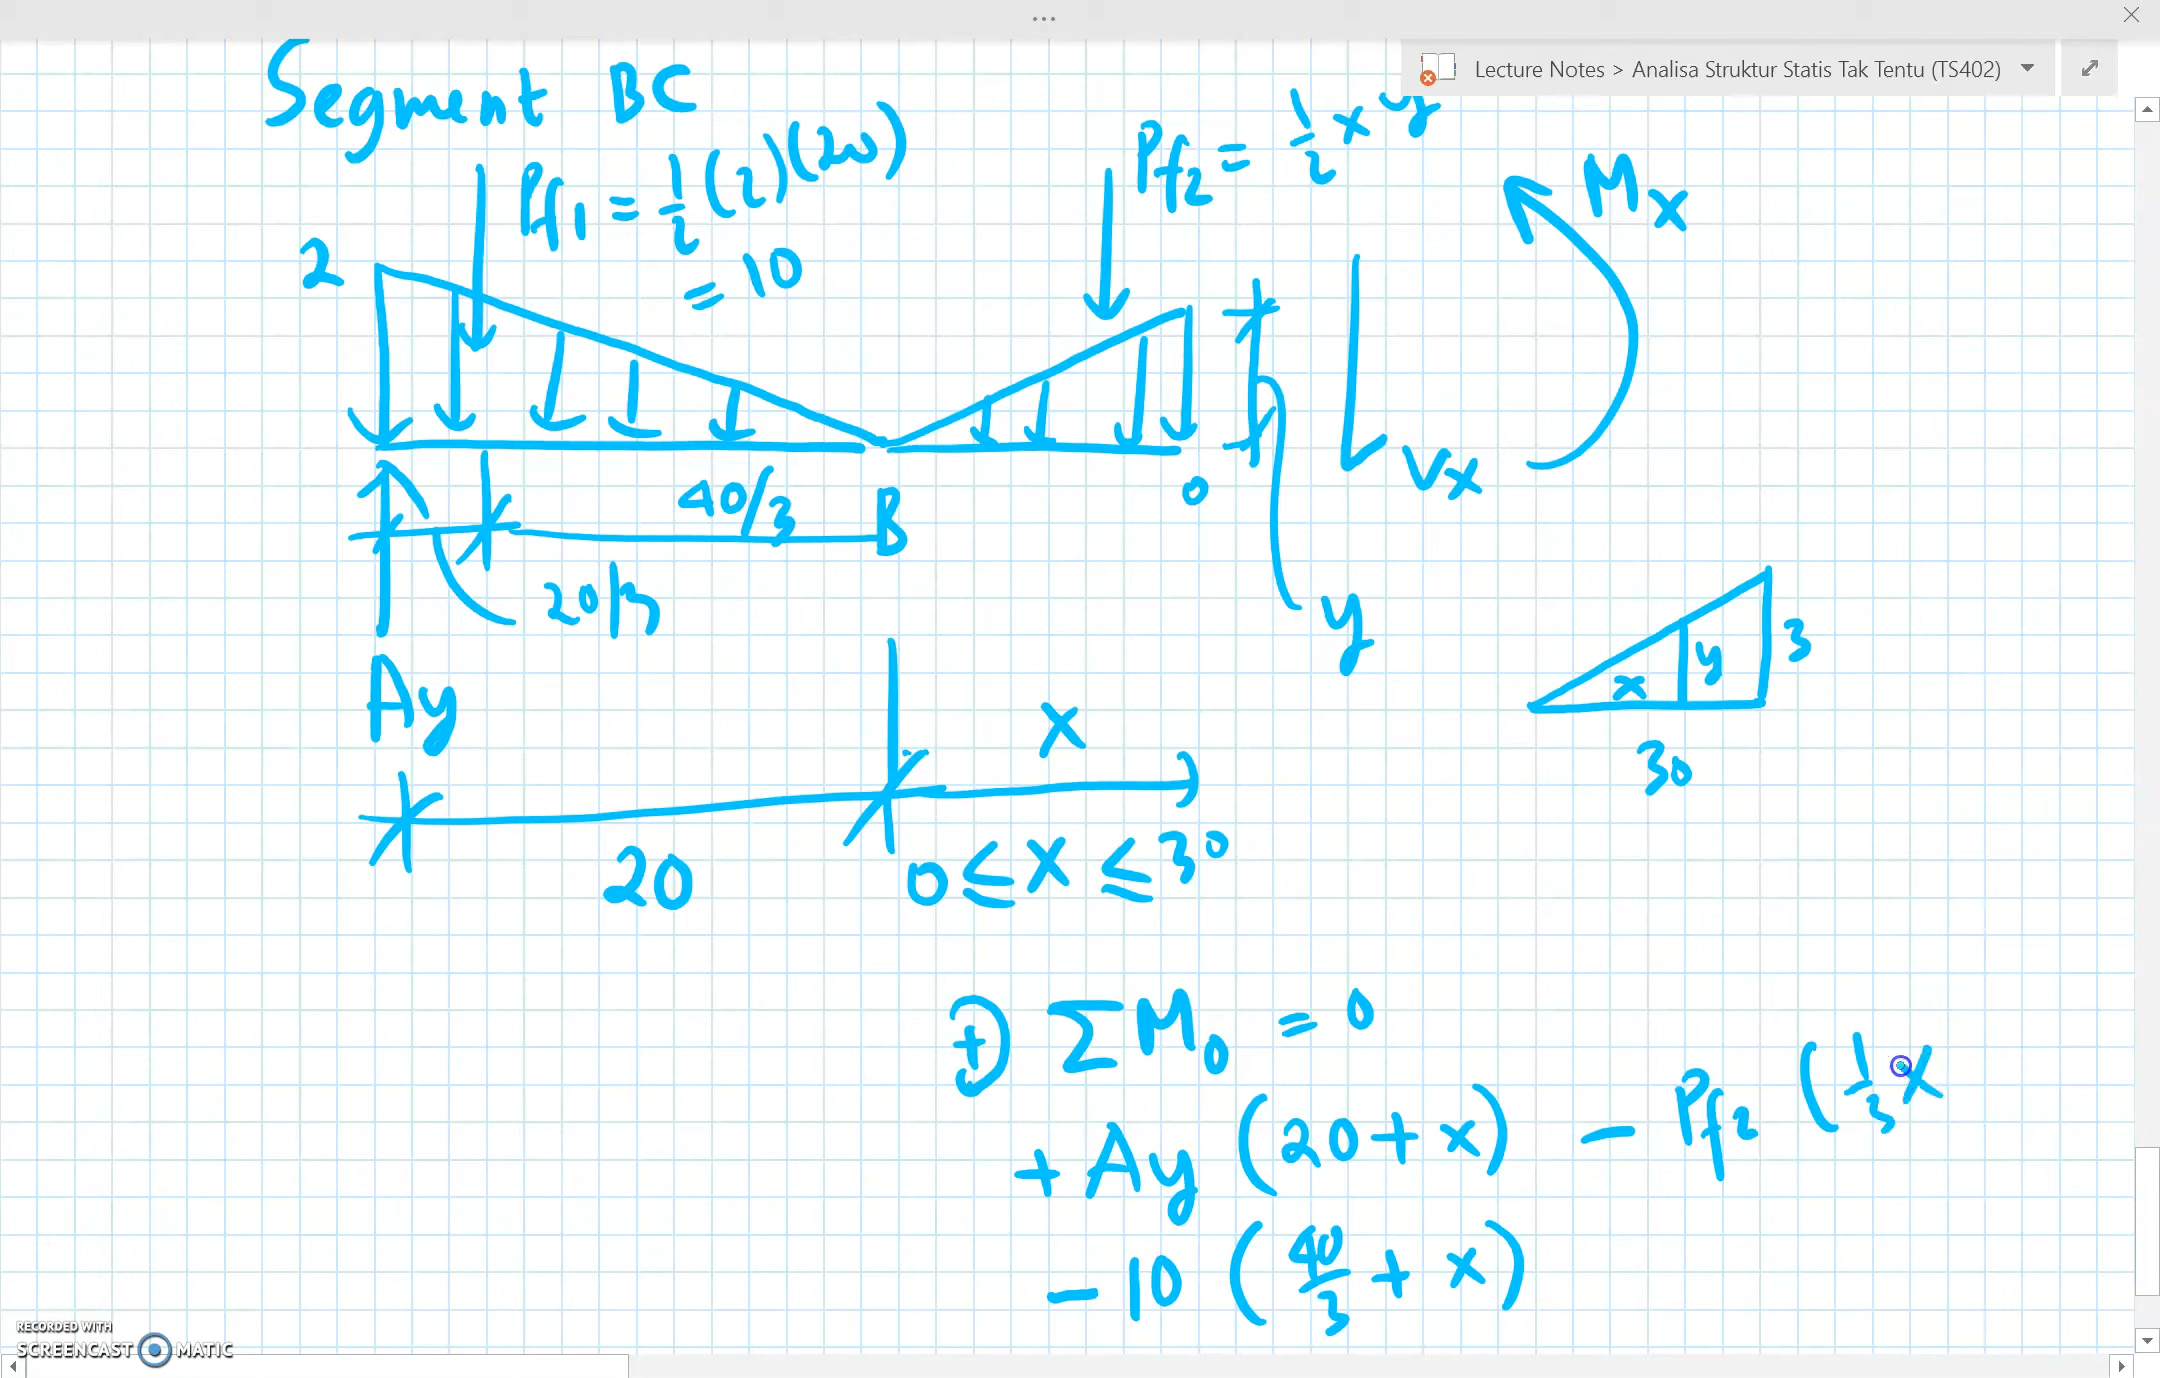 ...
Lecture Notes > Analisa Struktur Statis Tak Tentu (TS402)
Segment BC
Pf1 = 1/2 (2)(20)
= 10
Pf2 = 1/2 x y
Mx
2
Vx
40/3
B
0
20/3
y
Ay
x
20
0 ≤ x ≤ 30
x
y
3
30
+ ΣM0 = 0
+ Ay (20 + x) - Pf2 (1/3 x
- 10 (40/3 + x)
RECORDED WITH
SCREENCAST MATIC